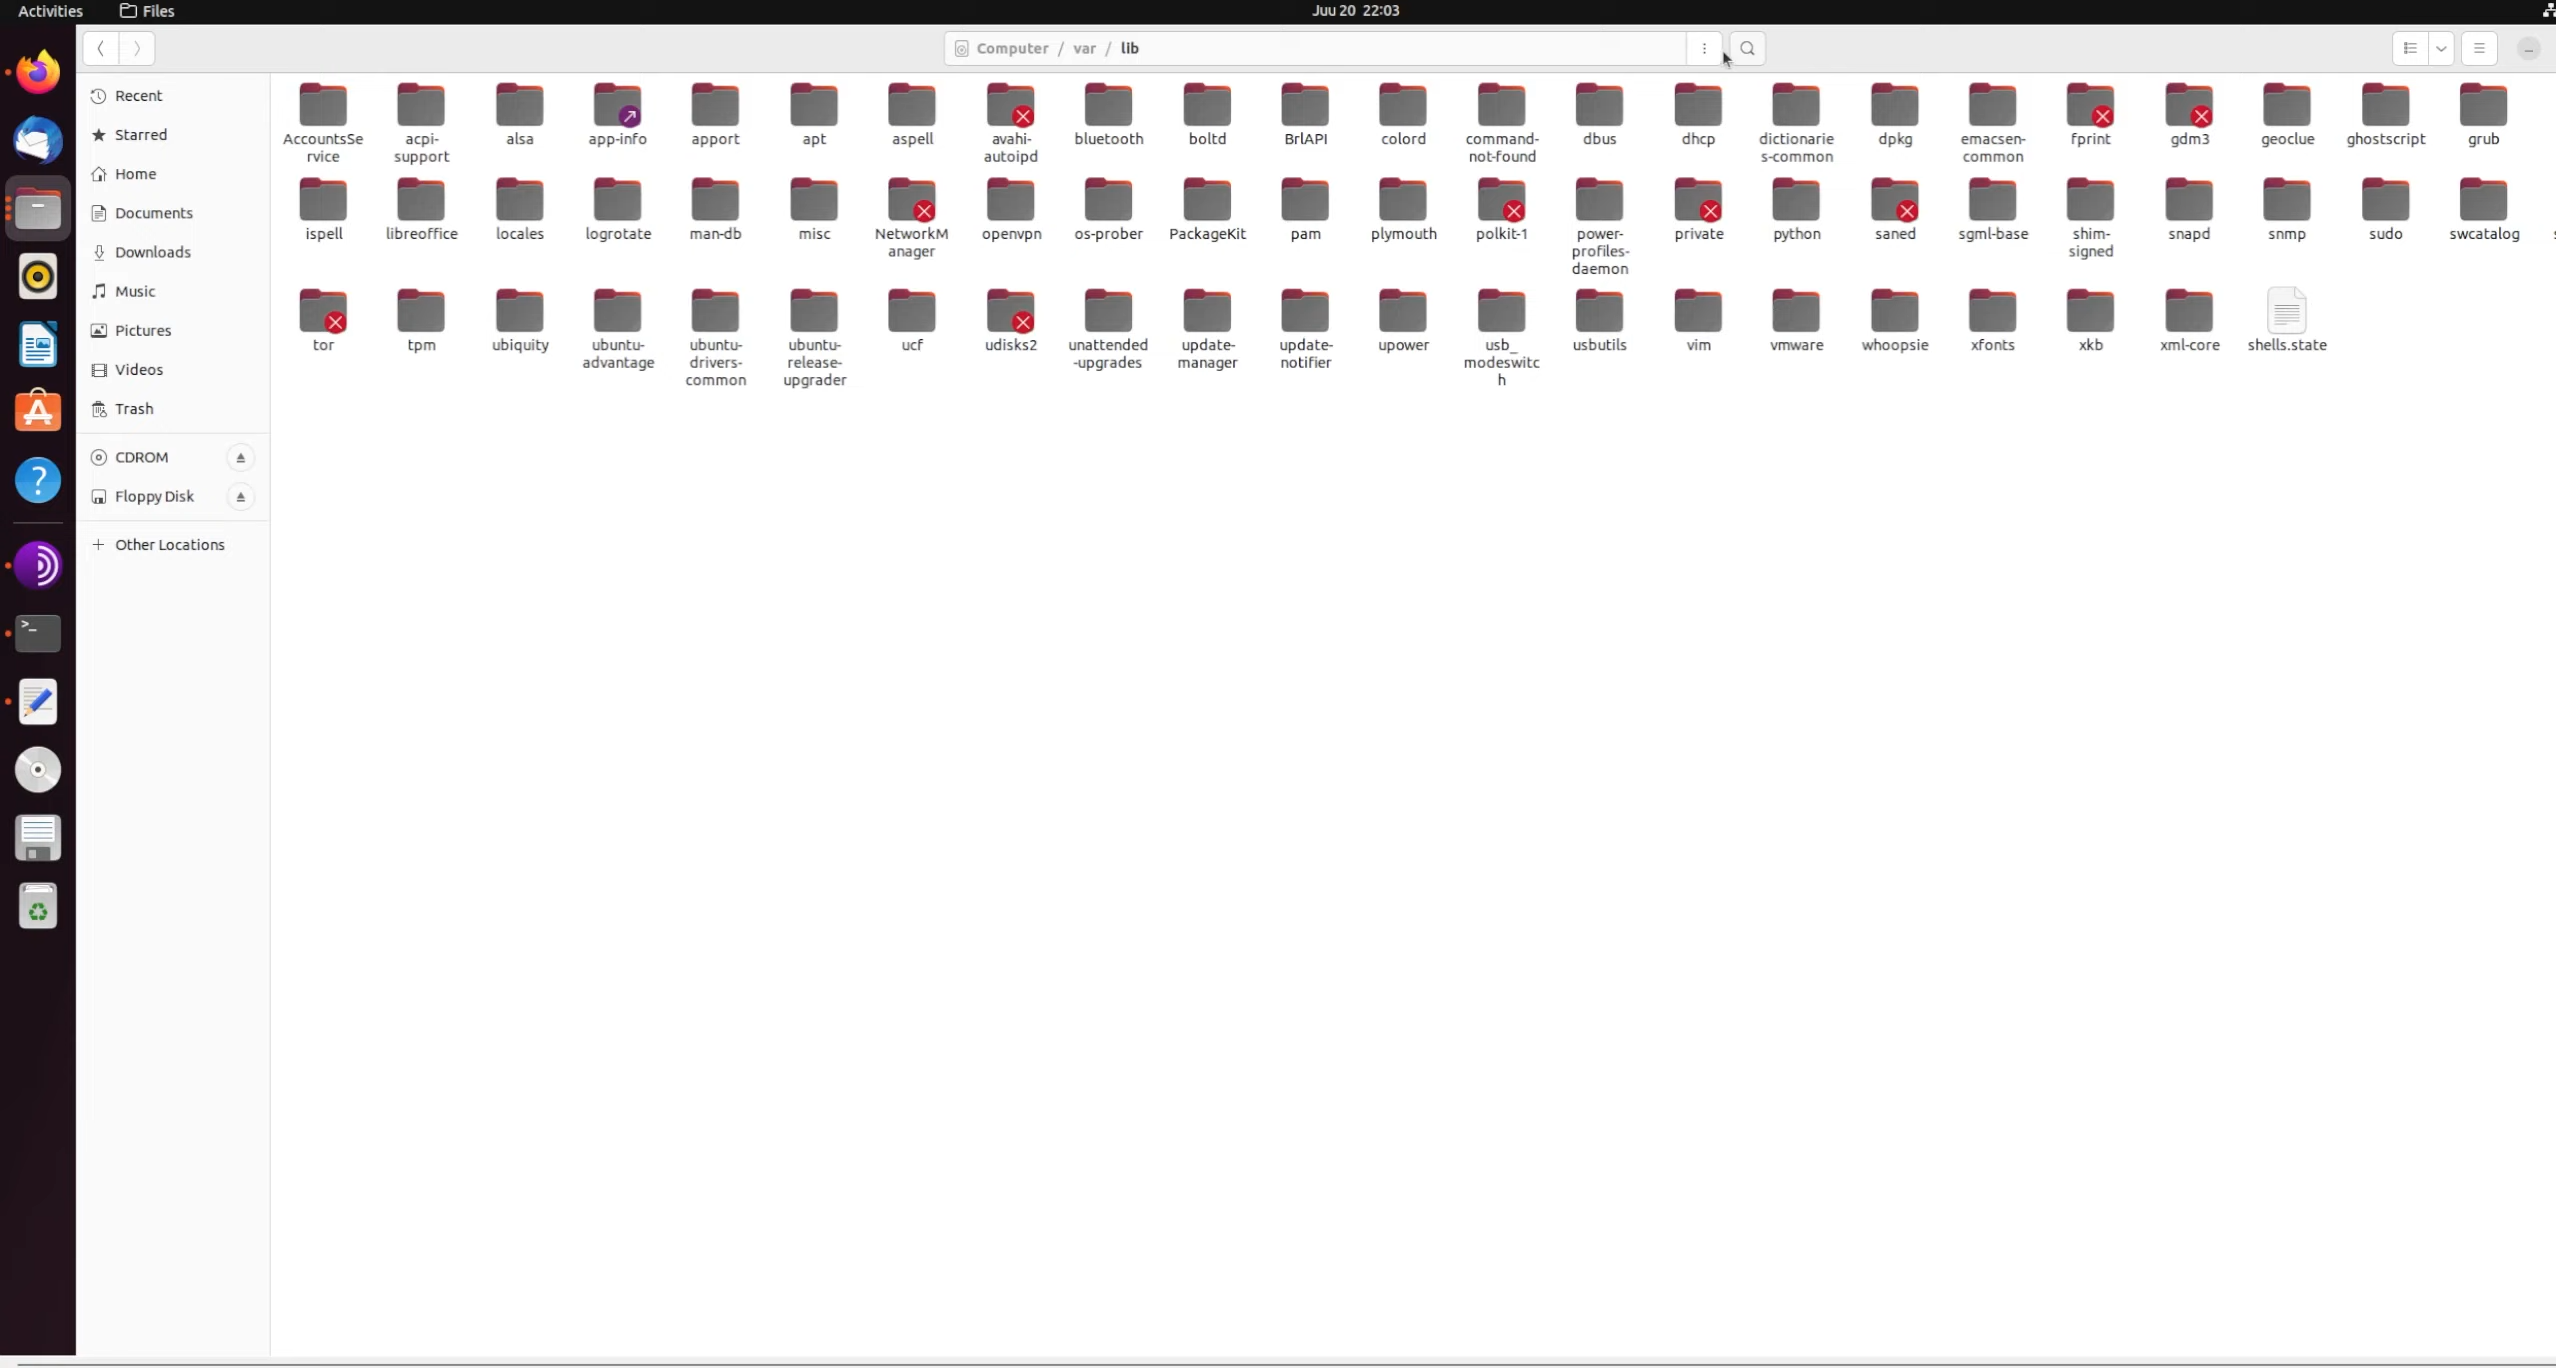 Activities
Files
Juu 20 22:03
Computer / var / lib
Recent
Starred
Home
Documents
Downloads
Music
Pictures
Videos
Trash
CDROM
Floppy Disk
Other Locations
AccountsSe
rvice
acpi-
support
alsa
app-info
apport
apt
aspell
avahi-
autoipd
bluetooth
boltd
BrlAPI
colord
command-
not-found
dbus
dhcp
dictionarie
s-common
dpkg
emacsen-
common
fprint
gdm3
geoclue
ghostscript
grub
ispell
libreoffice
locales
logrotate
man-db
misc
NetworkM
anager
openvpn
os-prober
PackageKit
pam
plymouth
polkit-1
power-
profiles-
daemon
private
python
saned
sgml-base
shim-
signed
snapd
snmp
sudo
swcatalog
tor
tpm
ubiquity
ubuntu-
advantage
ubuntu-
drivers-
common
ubuntu-
release-
upgrader
ucf
udisks2
unattended
-upgrades
update-
manager
update-
notifier
upower
usb_
modeswitc
h
usbutils
vim
vmware
whoopsie
xfonts
xkb
xml-core
shells.state